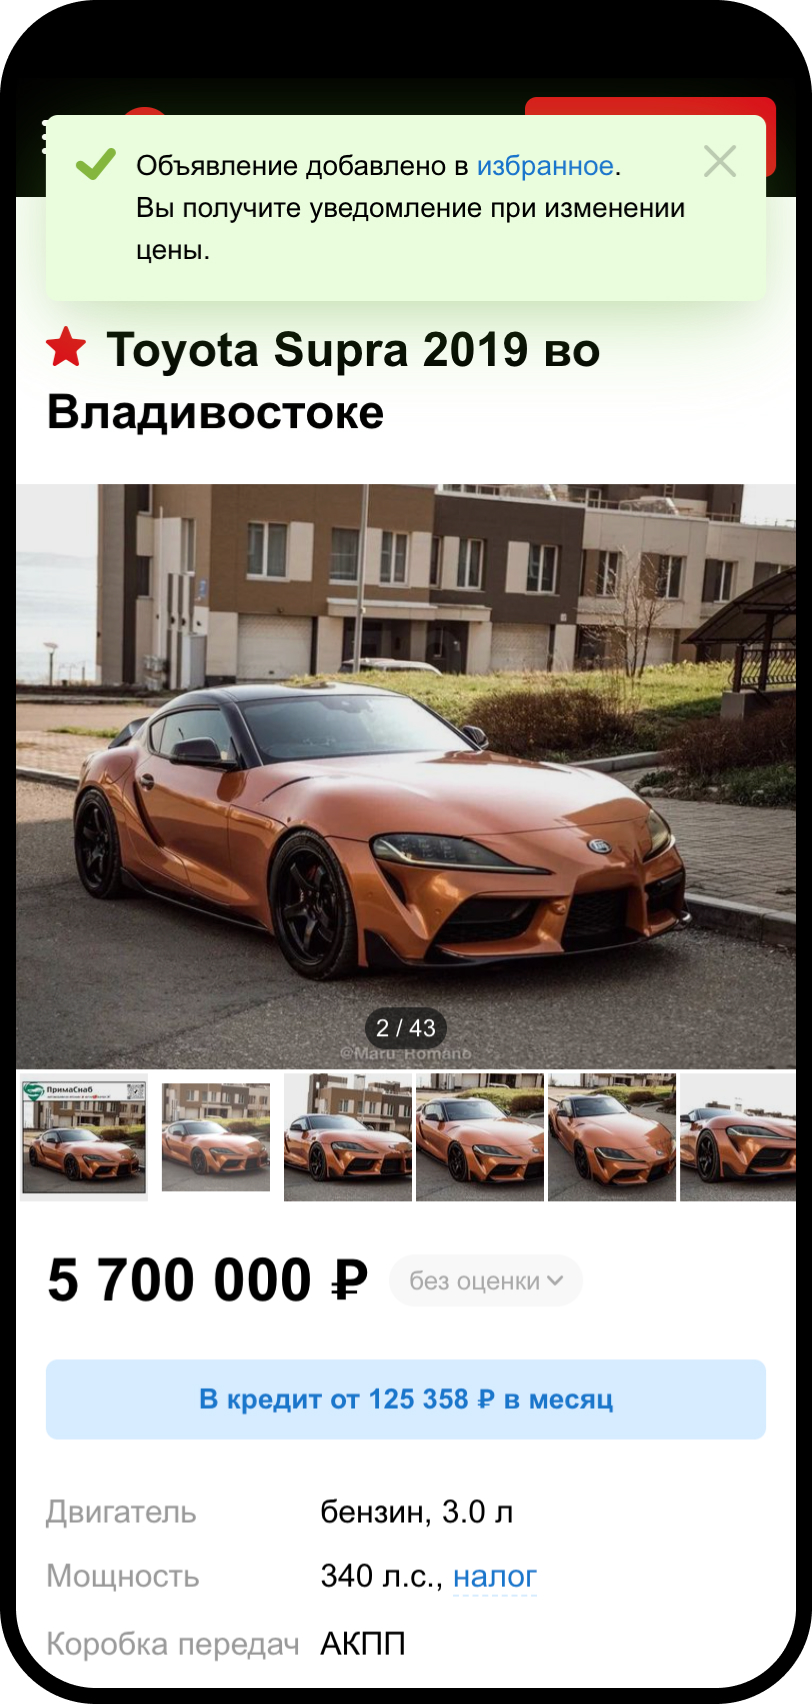 Объявление добавлено в избранное.
Вы получите уведомление при изменении
цены.
Toyota Supra 2019 во
Владивостоке
2 / 43
©Maru_Romano
ПримаСнаб
5 700 000 ₽
без оценки
В кредит от 125 358 ₽ в месяц
Двигатель бензин, 3.0 л
Мощность 340 л.с., налог
Коробка передач АКПП